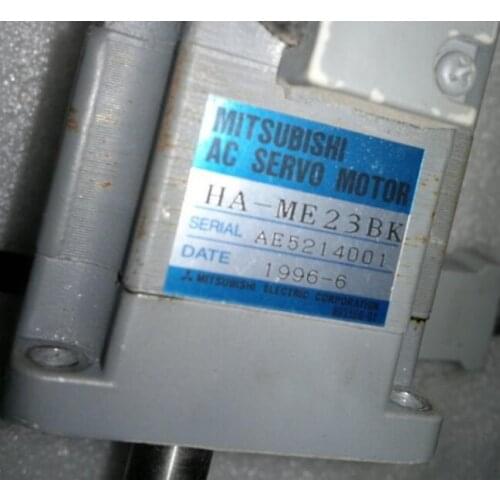 MITSUBISHI
AC SERVO MOTOR
HA-ME23BK
SERIAL AE5214001
DATE 1996-6
MITSUBISHI ELECTRIC CORPORATION